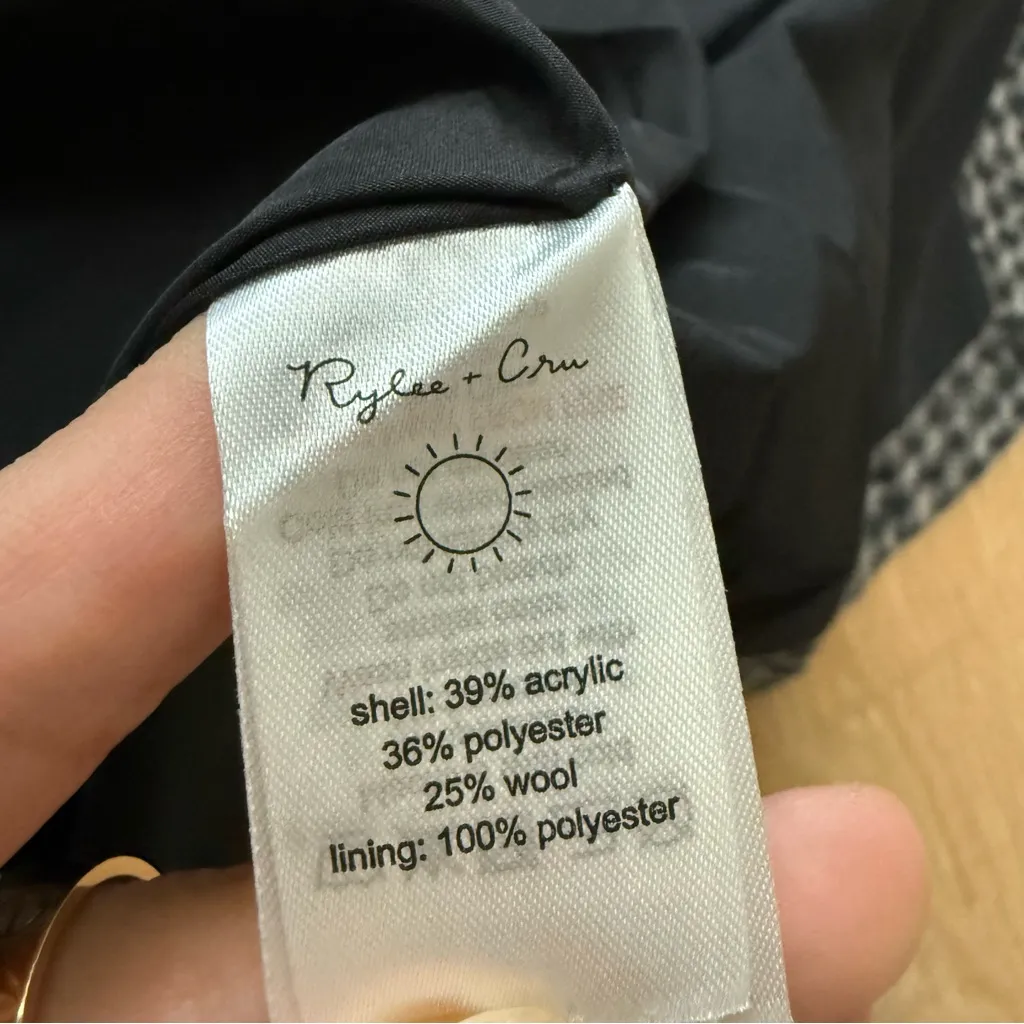 Rylee + Cru
shell: 39% acrylic
36% polyester
25% wool
lining: 100% polyester